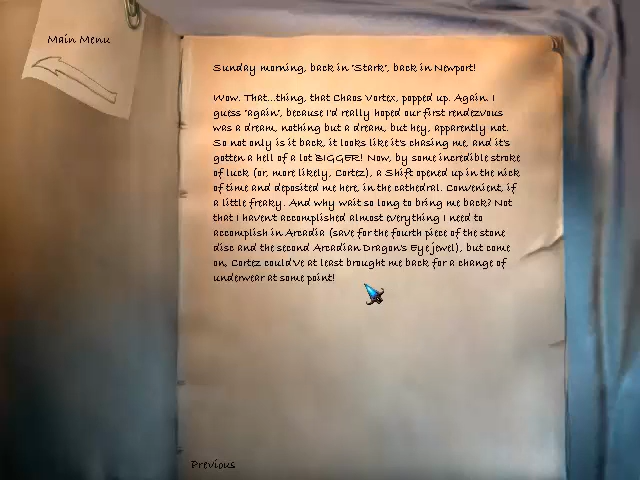 Main Menu
Sunday morning, back in "Stark", back in Newport!
Wow. That...thing, that Chaos Vortex, popped up. Again. I
guess "again", because I'd really hoped our first rendezvous
was a dream, nothing but a dream, but hey, apparently not.
So not only is it back, it looks like it's chasing me, and it's
gotten a hell of a lot BIGGER! Now, by some incredible stroke
of luck (or, more likely, Cortez), a Shift opened up in the nick
of time and deposited me here, in the cathedral. Convenient, if
a little freaky. And why wait so long to bring me back? Not
that I haven't accomplished almost everything I need to
accomplish in Arcadia (save for the fourth piece of the stone
disc and the second Arcadian Dragon's Eye jewel), but come
on, Cortez could've at least brought me back for a change of
underwear at some point!
Previous